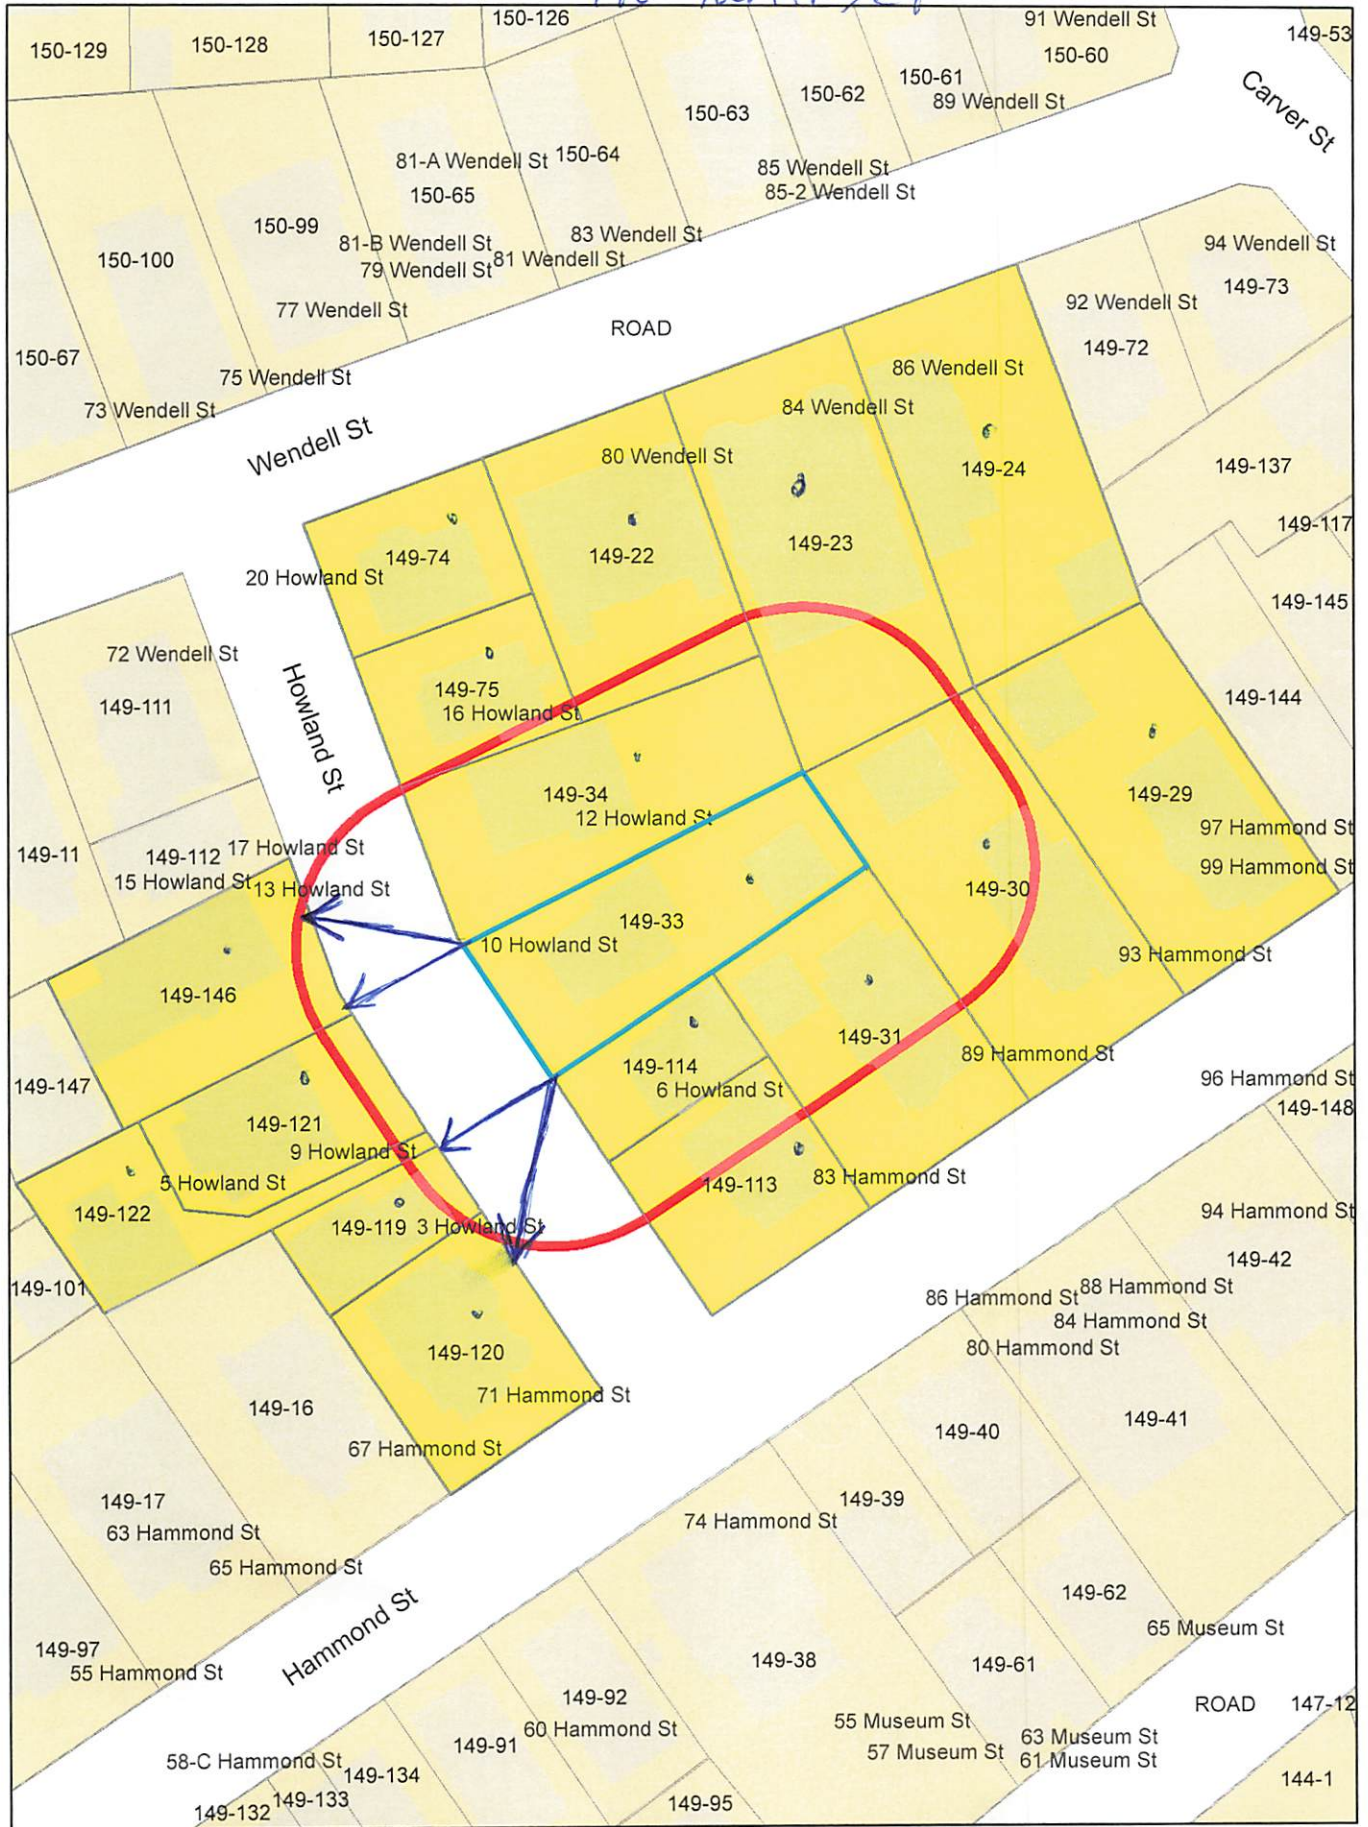 150-126
91 Wendell St
149-53
150-129
150-128
150-127
150-60
150-61
150-62
89 Wendell St
150-63
Carver St
81-A Wendell St
150-64
85 Wendell St
150-65
85-2 Wendell St
150-99
83 Wendell St
81-B Wendell St
94 Wendell St
150-100
79 Wendell St
81 Wendell St
149-73
77 Wendell St
92 Wendell St
ROAD
150-67
149-72
75 Wendell St
86 Wendell St
73 Wendell St
84 Wendell St
Wendell St
80 Wendell St
149-24
149-137
149-117
149-74
149-22
149-23
20 Howland St
149-145
72 Wendell St
149-75
149-144
149-111
16 Howland St
Howland St
149-34
149-29
12 Howland St
97 Hammond St
149-11
149-112
17 Howland St
99 Hammond St
15 Howland St
13 Howland St
149-30
149-33
10 Howland St
93 Hammond St
149-146
149-31
89 Hammond St
149-147
149-114
6 Howland St
96 Hammond St
149-148
149-121
9 Howland St
5 Howland St
83 Hammond St
149-113
149-122
149-119
3 Howland St
94 Hammond St
149-42
149-101
88 Hammond St
86 Hammond St
84 Hammond St
80 Hammond St
149-120
71 Hammond St
149-16
149-41
149-40
67 Hammond St
149-17
149-39
74 Hammond St
63 Hammond St
65 Hammond St
149-62
65 Museum St
Hammond St
149-97
149-38
149-61
55 Hammond St
149-92
ROAD
147-12
60 Hammond St
55 Museum St
63 Museum St
149-91
57 Museum St
61 Museum St
58-C Hammond St
149-134
144-1
149-133
149-95
149-132